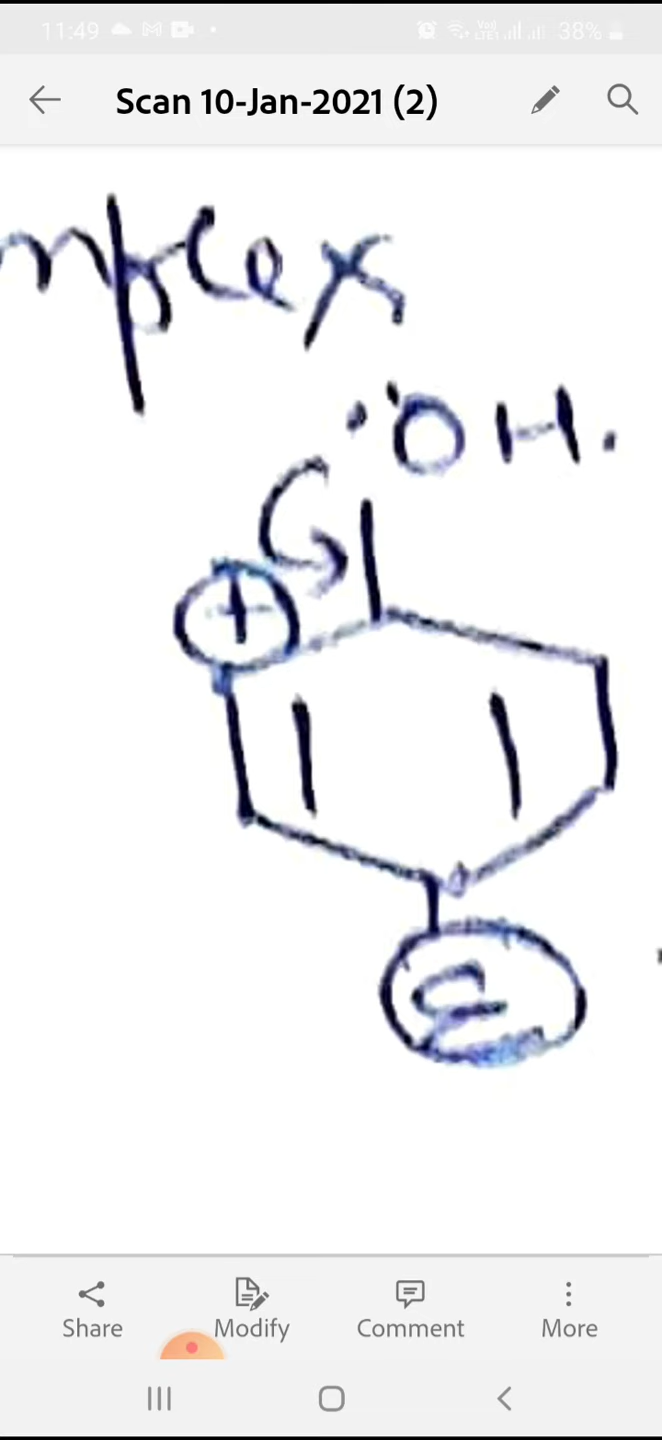 11:49 38%
Scan 10-Jan-2021 (2)
mplex
OH.
+
Share Modify Comment More